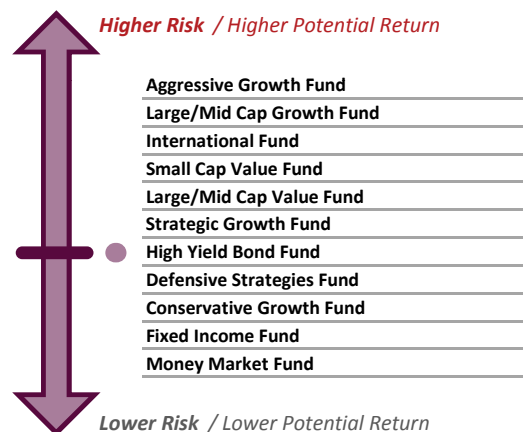 Higher Risk / Higher Potential Return
Aggressive Growth Fund
Large/Mid Cap Growth Fund
International Fund
Small Cap Value Fund
Large/Mid Cap Value Fund
Strategic Growth Fund
High Yield Bond Fund
Defensive Strategies Fund
Conservative Growth Fund
Fixed Income Fund
Money Market Fund
Lower Risk / Lower Potential Return